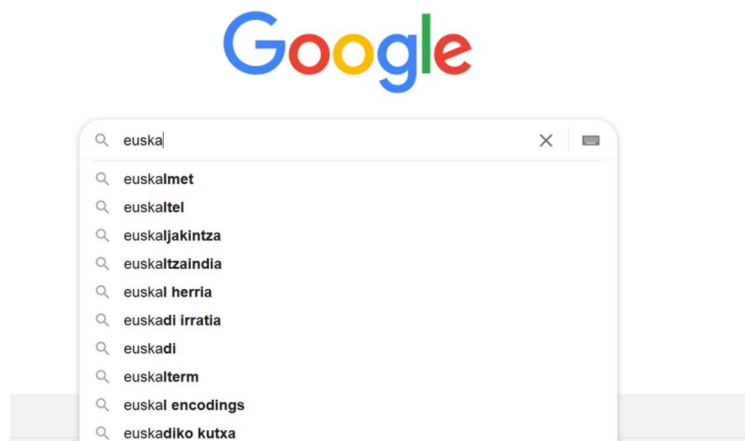 Google
euska
euskalmet
euskaltel
euskaljakintza
euskaltzaindia
euskal herria
euskadi irratia
euskadi
euskalterm
euskal encodings
euskadiko kutxa